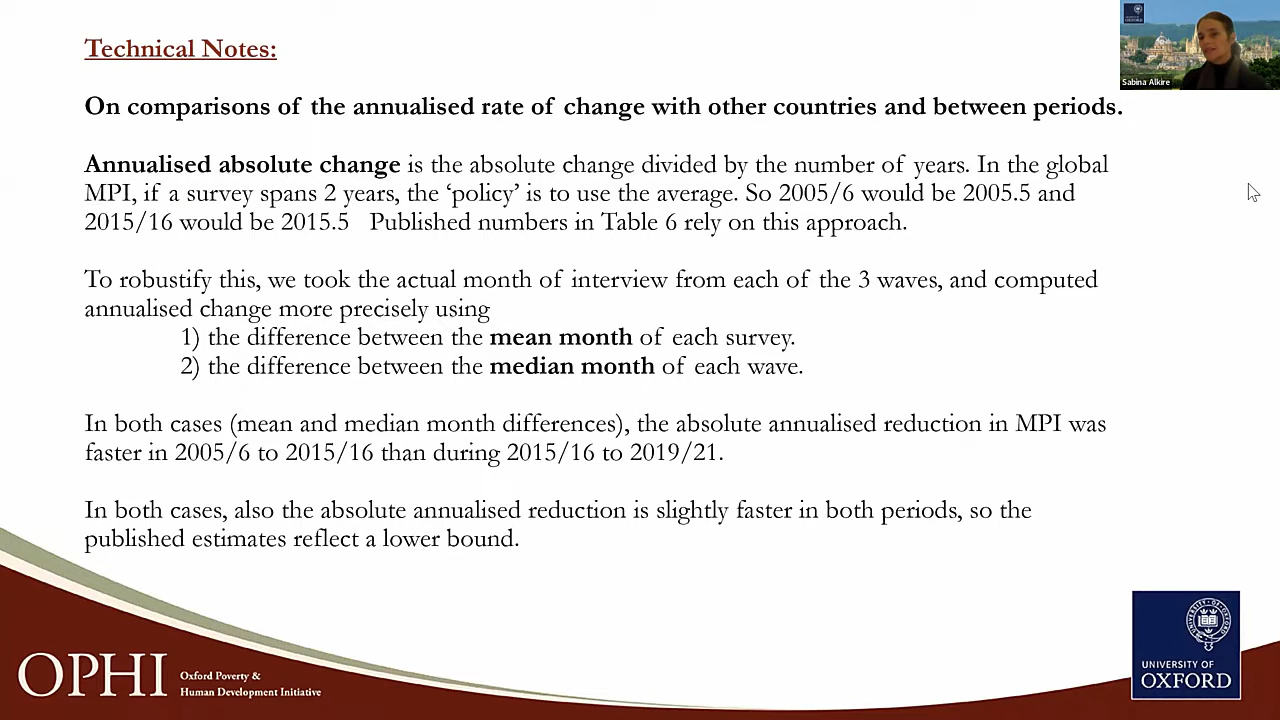 Technical Notes:
Sabina Alkire
On comparisons of the annualised rate of change with other countries and between periods.
Annualised absolute change is the absolute change divided by the number of years. In the global
MPI, if a survey spans 2 years, the ‘policy’ is to use the average. So 2005/6 would be 2005.5 and
2015/16 would be 2015.5 Published numbers in Table 6 rely on this approach.
To robustify this, we took the actual month of interview from each of the 3 waves, and computed
annualised change more precisely using
1) the difference between the mean month of each survey.
2) the difference between the median month of each wave.
In both cases (mean and median month differences), the absolute annualised reduction in MPI was
faster in 2005/6 to 2015/16 than during 2015/16 to 2019/21.
In both cases, also the absolute annualised reduction is slightly faster in both periods, so the
published estimates reflect a lower bound.
OPHI
Oxford Poverty &
Human Development Initiative
UNIVERSITY OF
OXFORD